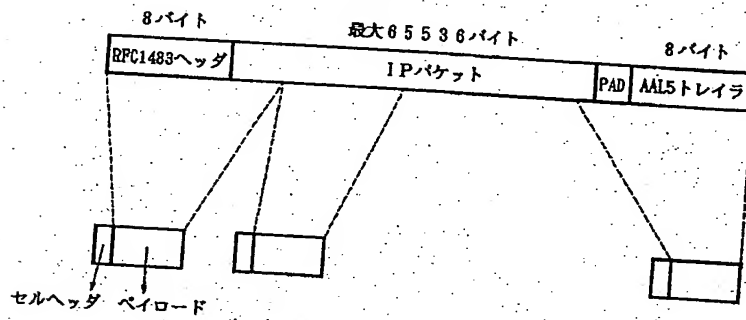 8バイト
最大65536バイト
8バイト
RFC1483ヘッダ
IPパケット
PAD
AAL5トレイラ
セルヘッダ
ペイロード